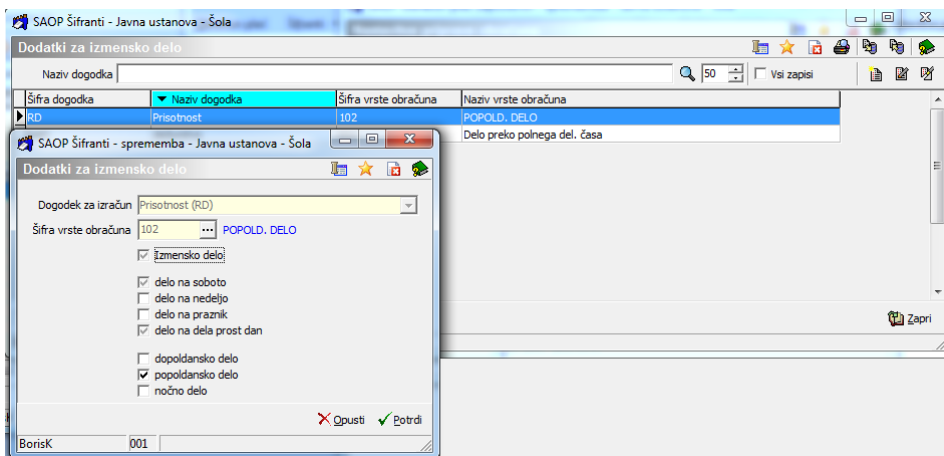 SAOP Šifranti - Javna ustanova - Šola
Dodatki za izmensko delo
Naziv dogodka
50
Vsi zapisi
Šifra dogodka Naziv dogodka Šifra vrste obračuna Naziv vrste obračuna
RD Prisotnost 102 POPOLD. DELO
Delo preko polnega del. časa
SAOP Šifranti - sprememba - Javna ustanova - Šola
Dodatki za izmensko delo
Dogodek za izračun Prisotnost (RD)
Šifra vrste obračuna 102 ... POPOLD. DELO
Izmensko delo
delo na soboto
delo na nedeljo
delo na praznik
delo na dela prost dan
dopoldansko delo
popoldansko delo
nočno delo
Opusti Potrdi
BorisK 001
Zapri